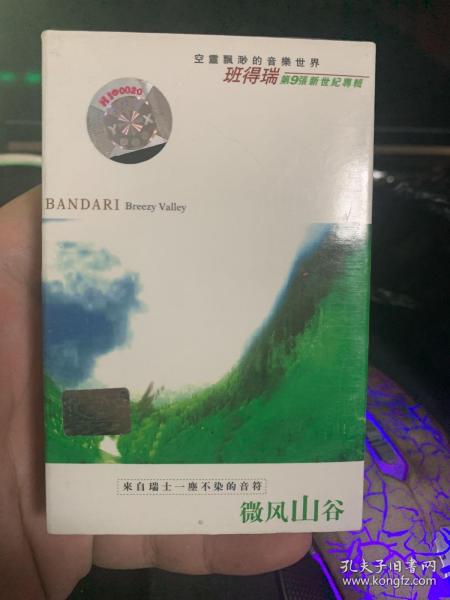 空靈飄渺的音樂世界
班得瑞 第9張新世紀專輯
BANDARI Breezy Valley
來自瑞士一塵不染的音符
微风山谷
孔夫子旧书网
www.kongfz.com